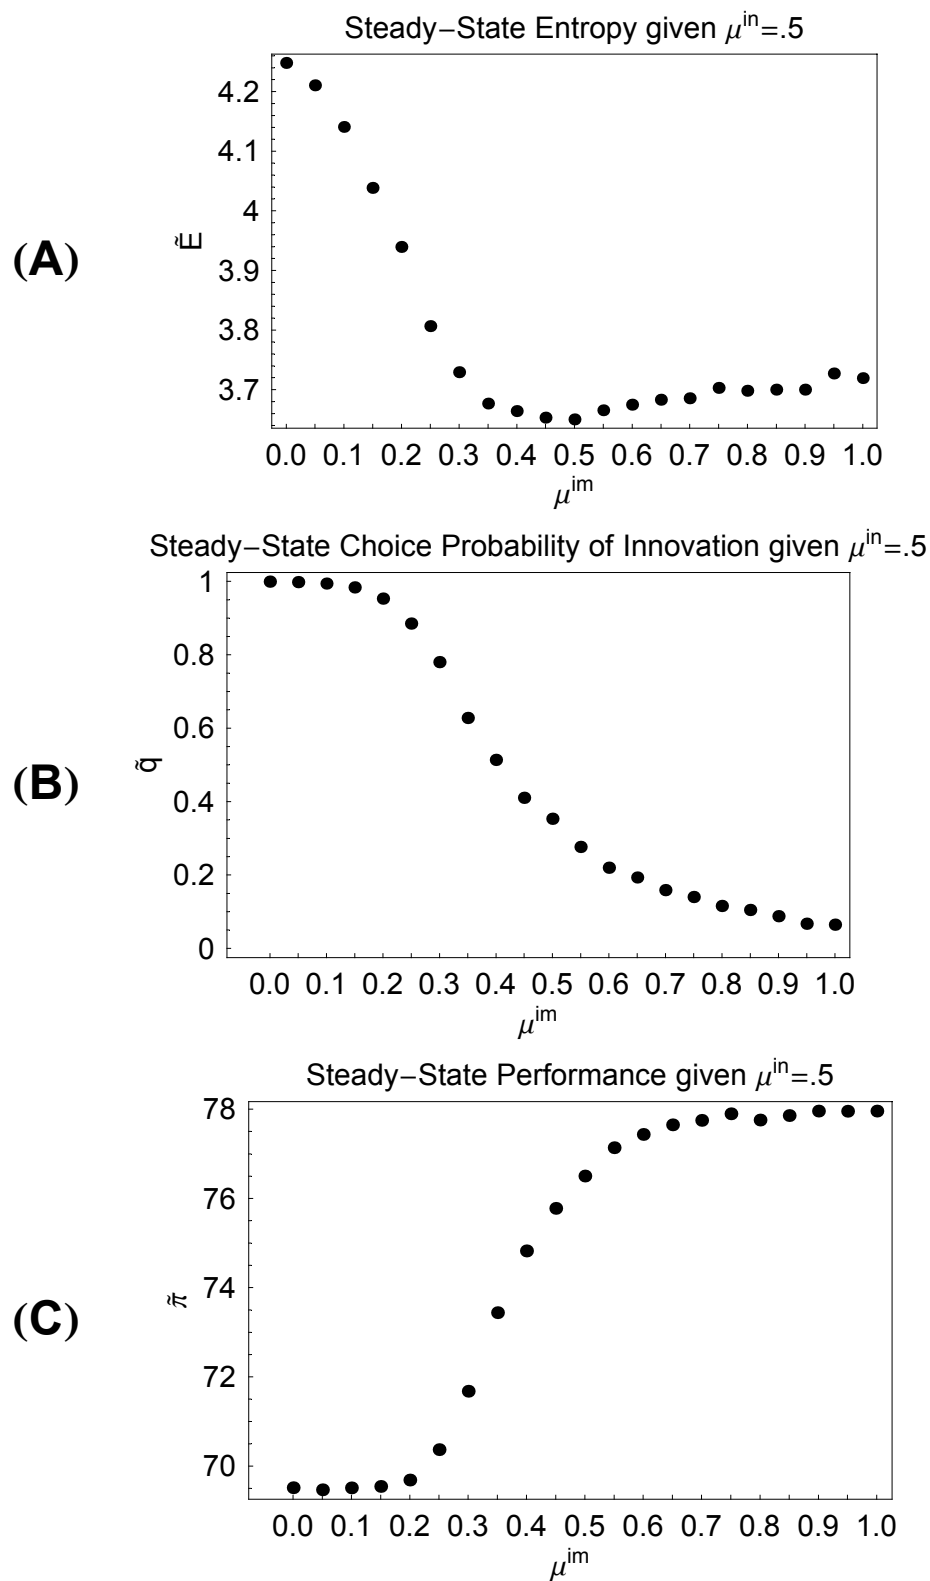 Steady−State Entropy given μ^in=.5
(A)
Ẽ
4.2
4.1
4
3.9
3.8
3.7
0.0 0.1 0.2 0.3 0.4 0.5 0.6 0.7 0.8 0.9 1.0
μ^im
Steady−State Choice Probability of Innovation given μ^in=.5
(B)
q̃
1
0.8
0.6
0.4
0.2
0
0.0 0.1 0.2 0.3 0.4 0.5 0.6 0.7 0.8 0.9 1.0
μ^im
Steady−State Performance given μ^in=.5
(C)
π̃
78
76
74
72
70
0.0 0.1 0.2 0.3 0.4 0.5 0.6 0.7 0.8 0.9 1.0
μ^im